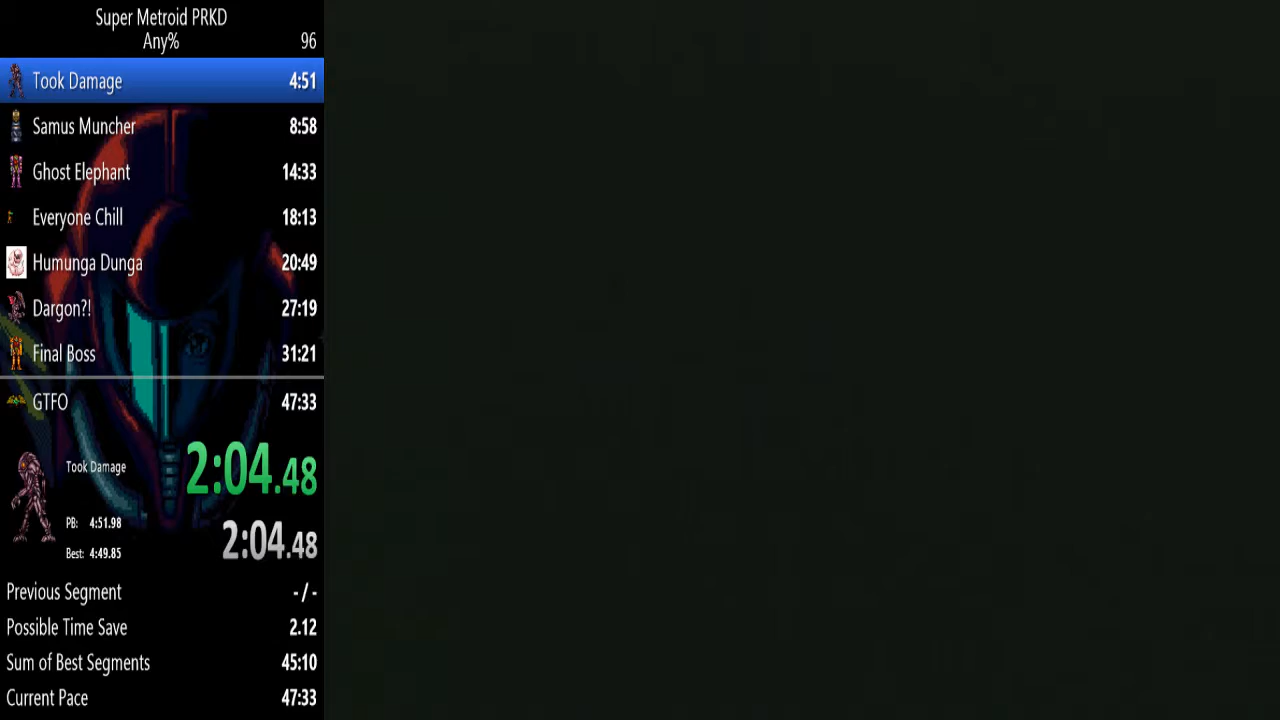 Super Metroid PRKD
Any% 96
Took Damage 4:51
Samus Muncher 8:58
Ghost Elephant 14:33
Everyone Chill 18:13
Humunga Dunga 20:49
Dargon?! 27:19
Final Boss 31:21
GTFO 47:33
Took Damage 2:04.48
PB: 4:51.98
2:04.48
Best: 4:49.85
Previous Segment - / -
Possible Time Save 2.12
Sum of Best Segments 45:10
Current Pace 47:33